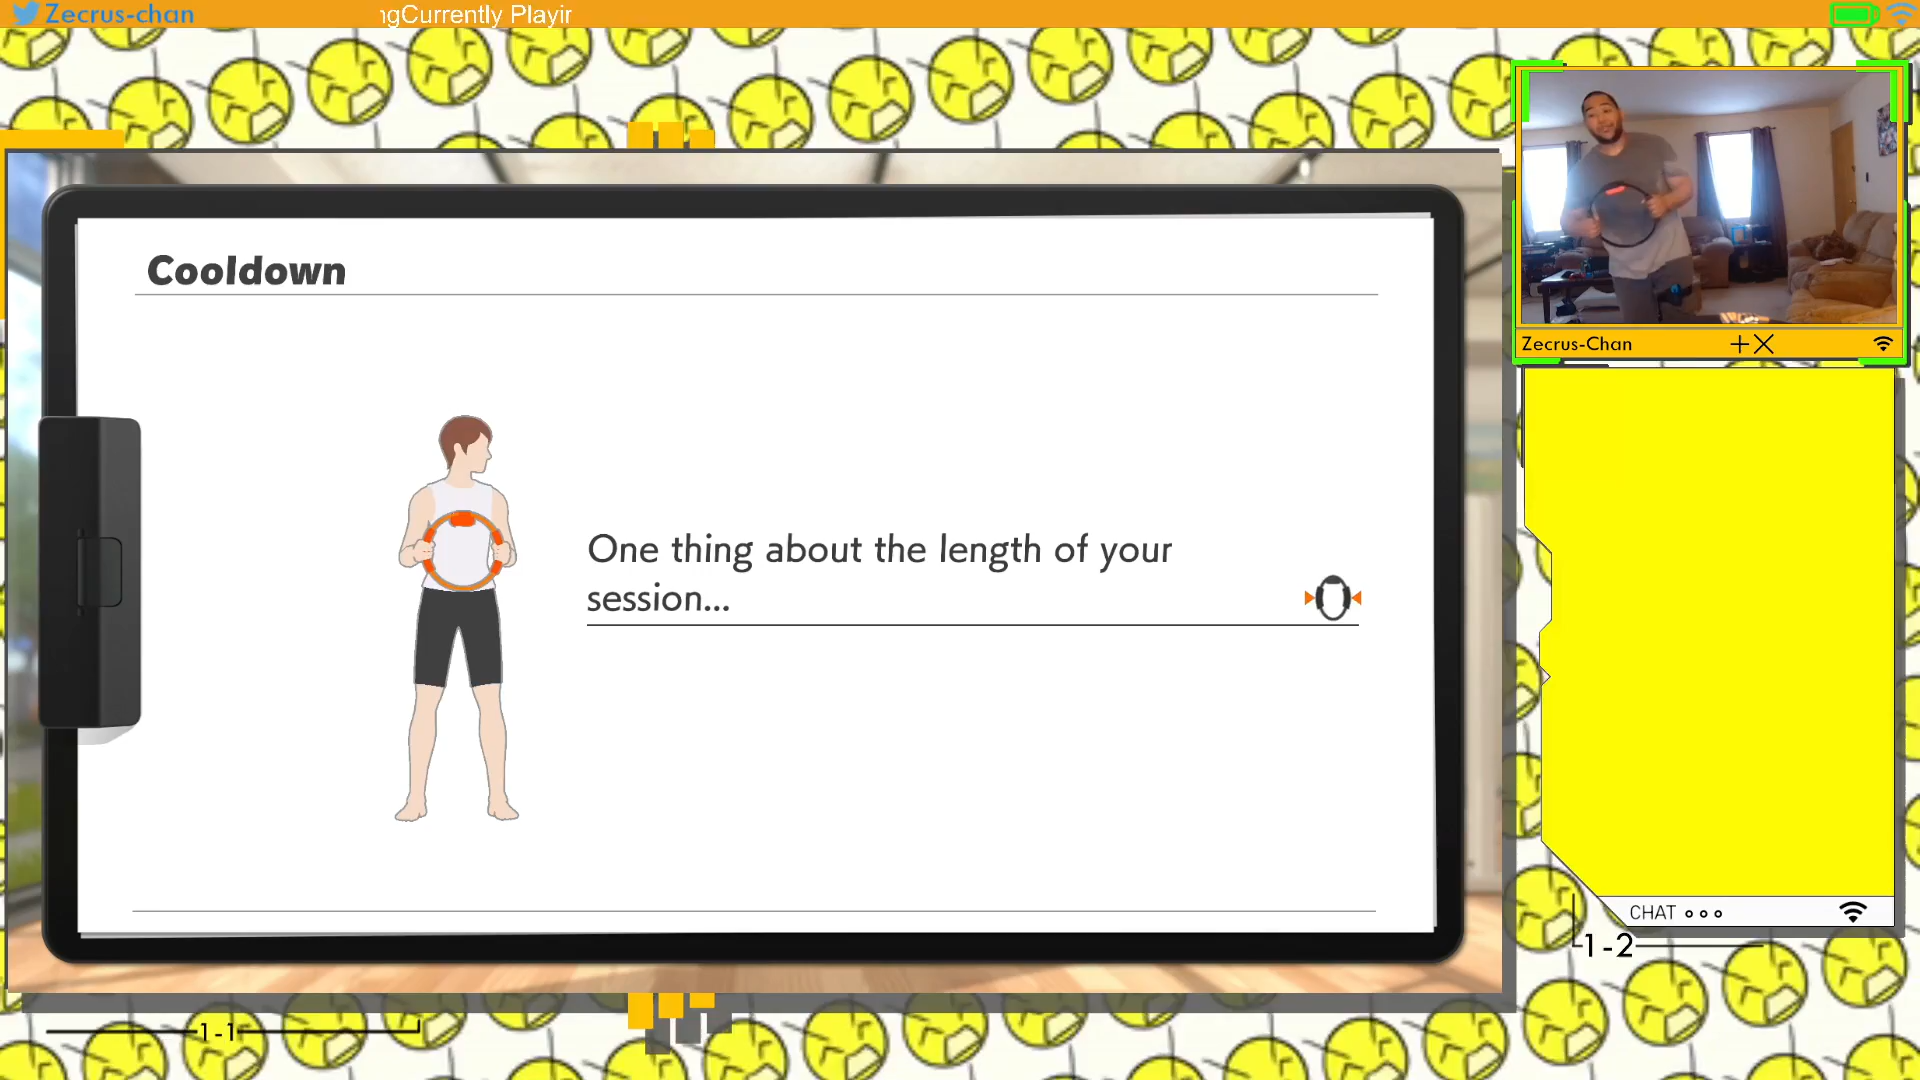 Zecrus-chan
ngCurrently Playir
Cooldown
One thing about the length of your
session...
Zecrus-Chan
CHAT
1-2
1-1